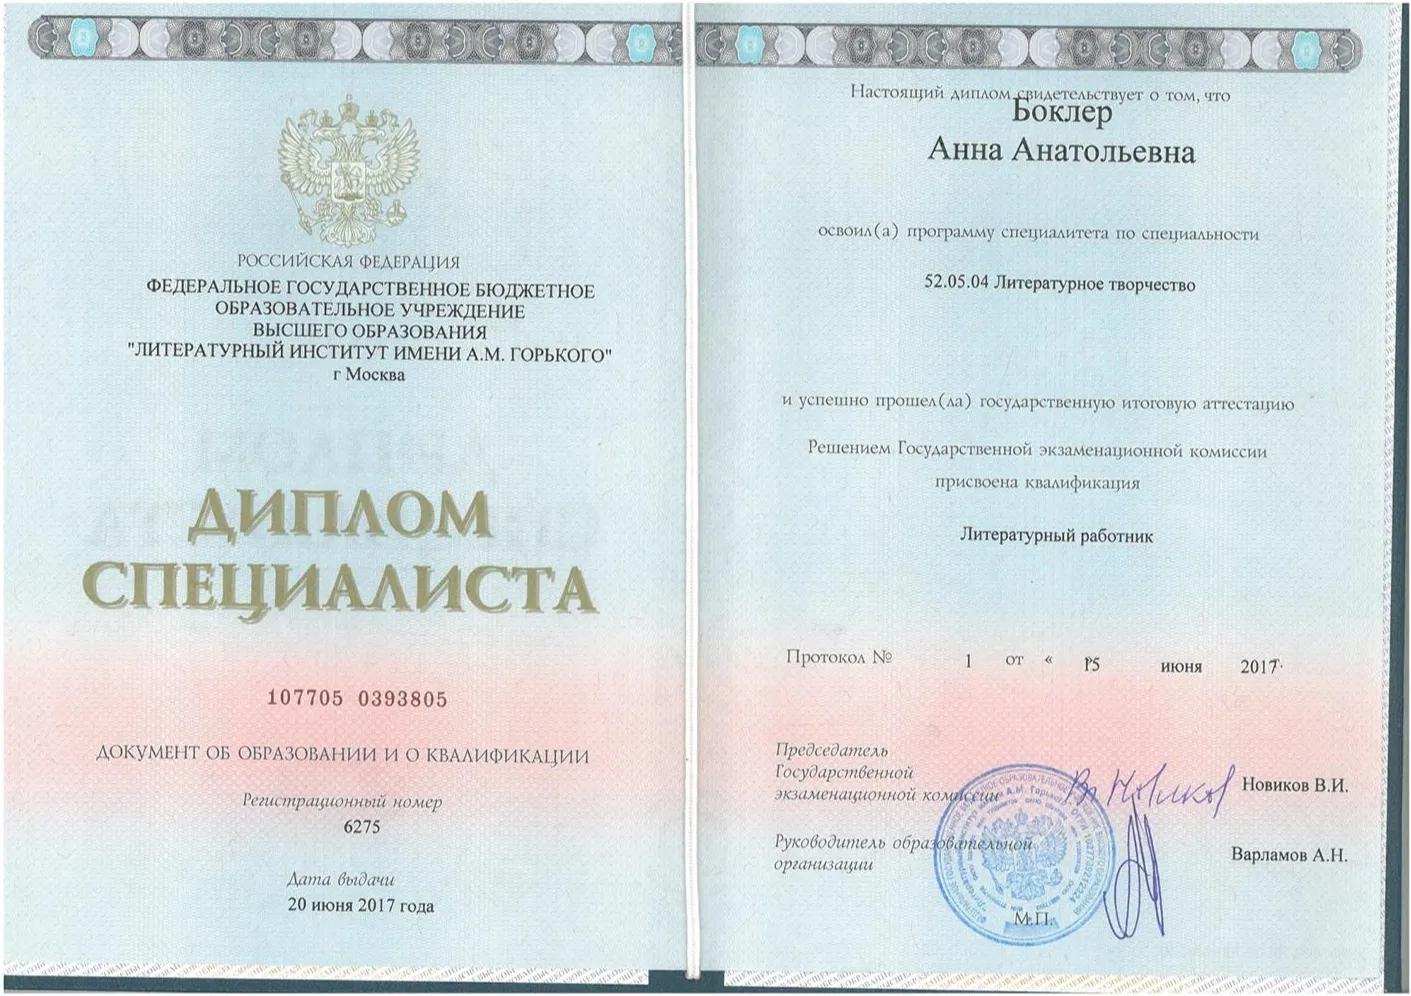 РОССИЙСКАЯ ФЕДЕРАЦИЯ
ФЕДЕРАЛЬНОЕ ГОСУДАРСТВЕННОЕ БЮДЖЕТНОЕ
ОБРАЗОВАТЕЛЬНОЕ УЧРЕЖДЕНИЕ
ВЫСШЕГО ОБРАЗОВАНИЯ
"ЛИТЕРАТУРНЫЙ ИНСТИТУТ ИМЕНИ А.М. ГОРЬКОГО"
г Москва
ДИПЛОМ
СПЕЦИАЛИСТА
107705 0393805
ДОКУМЕНТ ОБ ОБРАЗОВАНИИ И О КВАЛИФИКАЦИИ
Регистрационный номер
6275
Дата выдачи
20 июня 2017 года
Настоящий диплом свидетельствует о том, что
Боклер
Анна Анатольевна
освоил(а) программу специалитета по специальности
52.05.04 Литературное творчество
и успешно прошел(ла) государственную итоговую аттестацию
Решением Государственной экзаменационной комиссии
присвоена квалификация
Литературный работник
Протокол № 1 от « 15 июня 2017
Председатель
Государственной
экзаменационной комиссии
Новиков В.И.
Руководитель образовательной
организации
Варламов А.Н.
М.П.